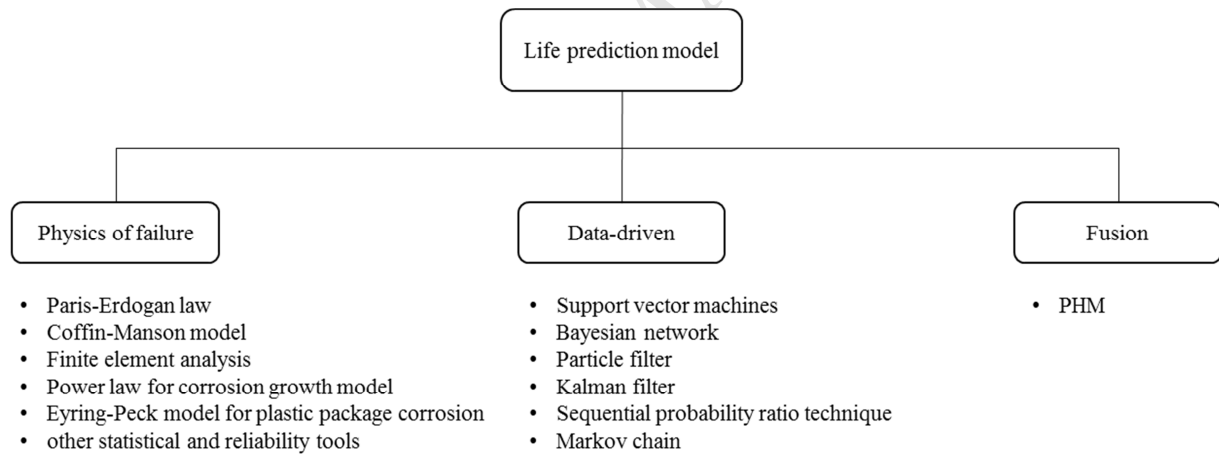 Life prediction model
Physics of failure
• Paris-Erdogan law
• Coffin-Manson model
• Finite element analysis
• Power law for corrosion growth model
• Eyring-Peck model for plastic package corrosion
• other statistical and reliability tools
Data-driven
• Support vector machines
• Bayesian network
• Particle filter
• Kalman filter
• Sequential probability ratio technique
• Markov chain
Fusion
• PHM